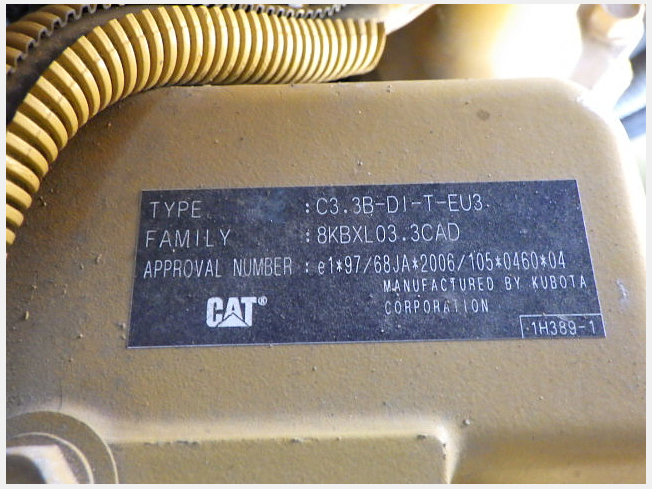 TYPE : C3.3B-DI-T-EU3
FAMILY : 8KBXL03.3CAD
APPROVAL NUMBER : e1*97/68JA*2006/105*0460*04
MANUFACTURED BY KUBOTA
CORPORATION
CAT®
1H389-1